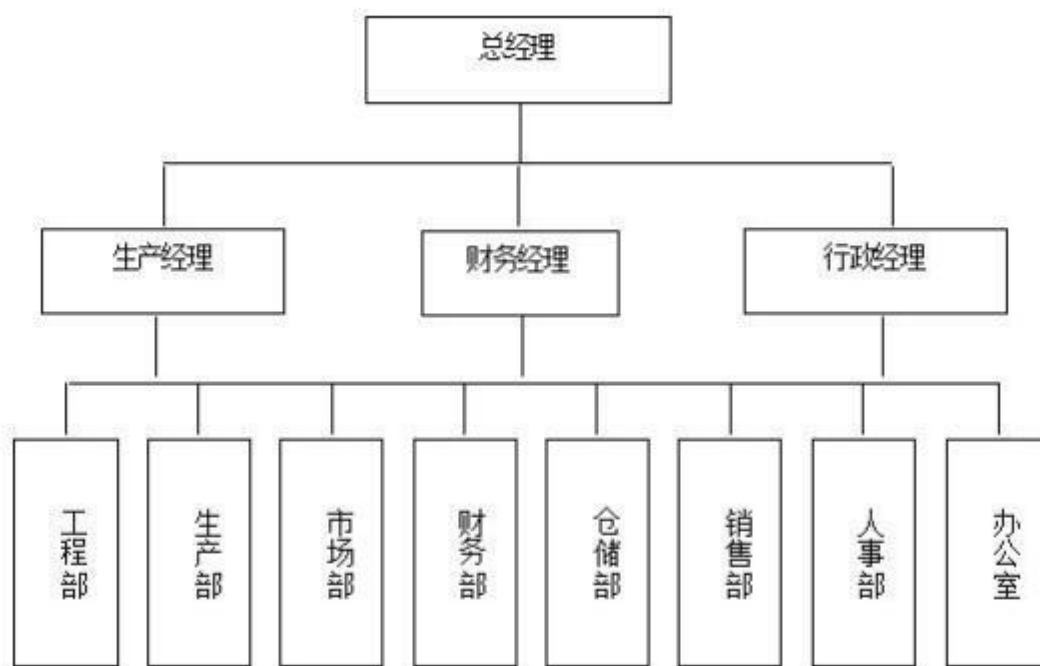 总经理
生产经理
财务经理
行政经理
工程部
生产部
市场部
财务部
仓储部
销售部
人事部
办公室